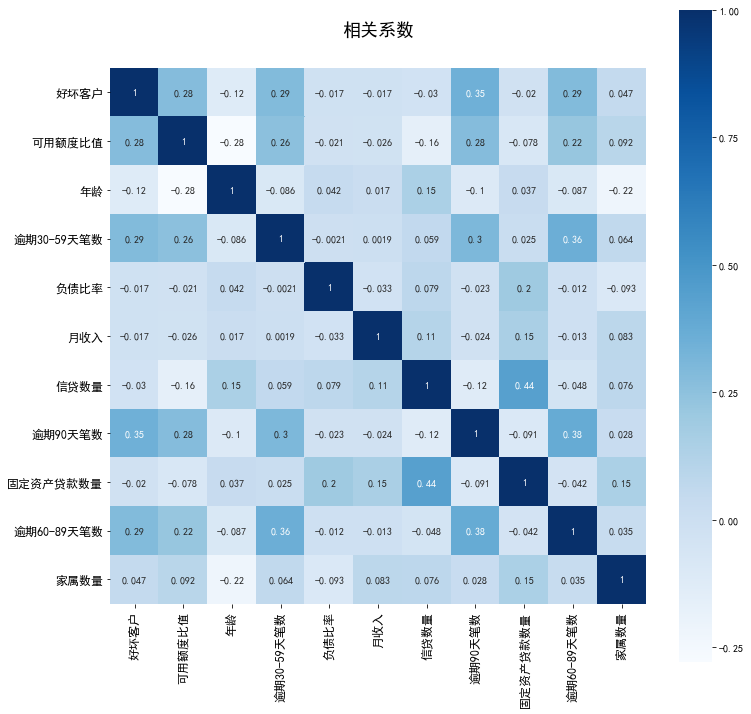 相关系数
1.00
好坏客户 1 0.28 −0.12 0.29 −0.017 −0.017 −0.03 0.35 −0.02 0.29 0.047
可用额度比值 0.28 1 −0.28 0.26 −0.021 −0.026 −0.16 0.28 −0.078 0.22 0.092
0.75
年龄 −0.12 −0.28 1 −0.086 0.042 0.017 0.15 −0.1 0.037 −0.087 −0.22
逾期30-59天笔数 0.29 0.26 −0.086 1 −0.0021 0.0019 0.059 0.3 0.025 0.36 0.064
0.50
负债比率 −0.017 −0.021 0.042 −0.0021 1 −0.033 0.079 −0.023 0.2 −0.012 −0.093
月收入 −0.017 −0.026 0.017 0.0019 −0.033 1 0.11 −0.024 0.15 −0.013 0.083
信贷数量 −0.03 −0.16 0.15 0.059 0.079 0.11 1 −0.12 0.44 −0.048 0.076
0.25
逾期90天笔数 0.35 0.28 −0.1 0.3 −0.023 −0.024 −0.12 1 −0.091 0.38 0.028
固定资产贷款数量 −0.02 −0.078 0.037 0.025 0.2 0.15 0.44 −0.091 1 −0.042 0.15
0.00
逾期60-89天笔数 0.29 0.22 −0.087 0.36 −0.012 −0.013 −0.048 0.38 −0.042 1 0.035
家属数量 0.047 0.092 −0.22 0.064 −0.093 0.083 0.076 0.028 0.15 0.035 1
−0.25
好坏客户
可用额度比值
年龄
逾期30-59天笔数
负债比率
月收入
信贷数量
逾期90天笔数
固定资产贷款数量
逾期60-89天笔数
家属数量